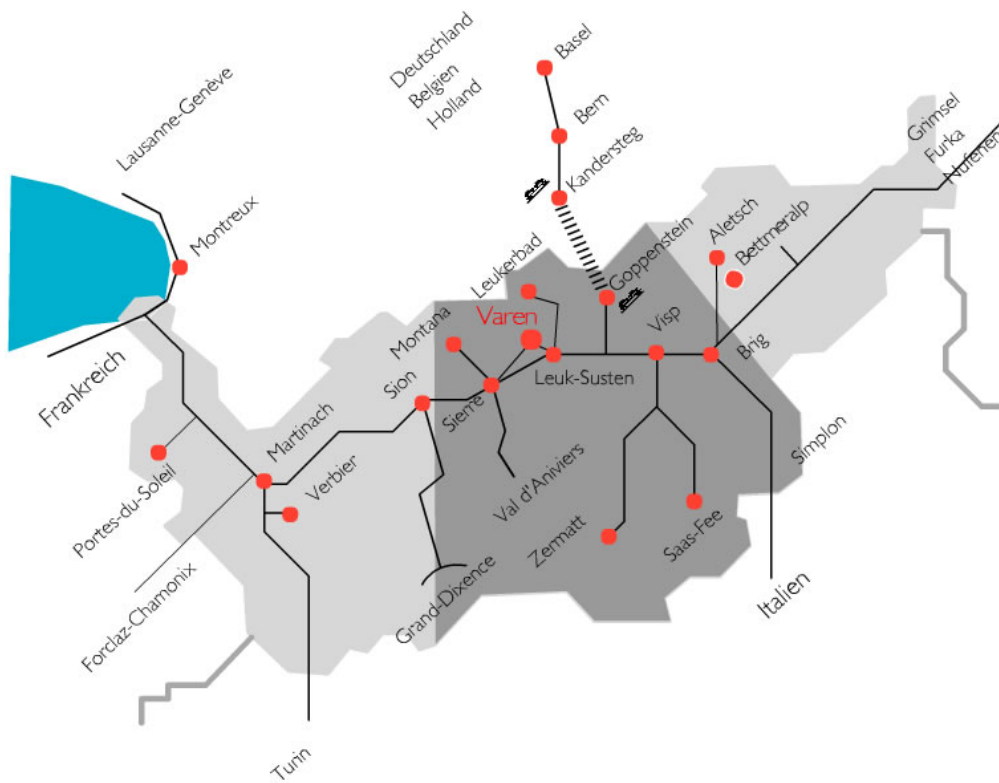 Deutschland
Belgien
Holland
Basel
Bern
Kandersteg
Grimsel
Furka
Nufenen
Lausanne-Genève
Montreux
Aletsch
Bettmeralp
Goppenstein
Leukerbad
Varen
Montana
Visp
Brig
Leuk-Susten
Frankreich
Sion
Sierre
Martinach
Simplon
Portes-du-Soleil
Verbier
Val d'Aniviers
Zermatt
Saas-Fee
Italien
Forclaz-Chamonix
Grand-Dixence
Turin